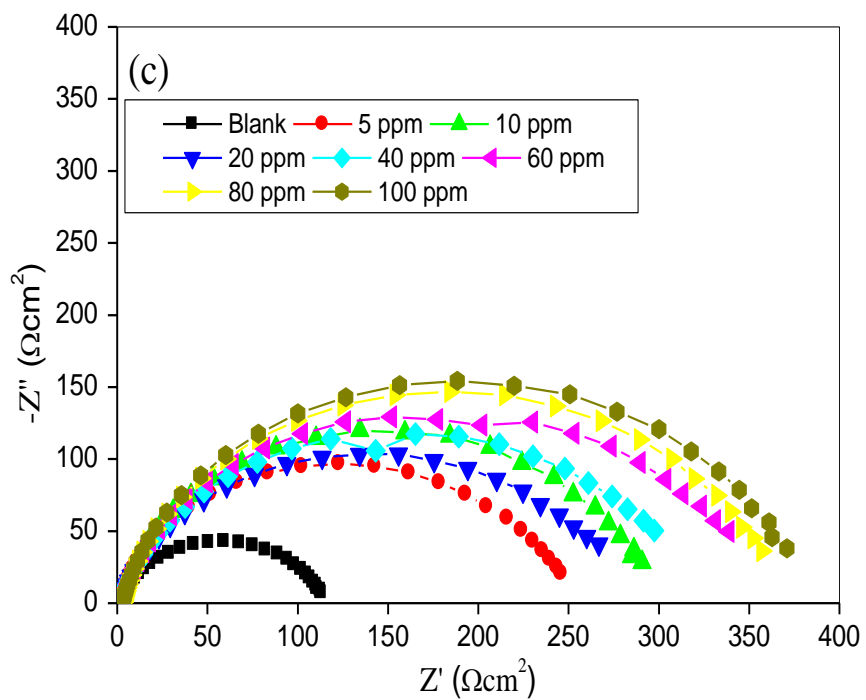 (c)
Blank 5 ppm 10 ppm
20 ppm 40 ppm 60 ppm
80 ppm 100 ppm
400
350
300
250
200
150
100
50
0
-Z" (Ωcm²)
0 50 100 150 200 250 300 350 400
Z' (Ωcm²)